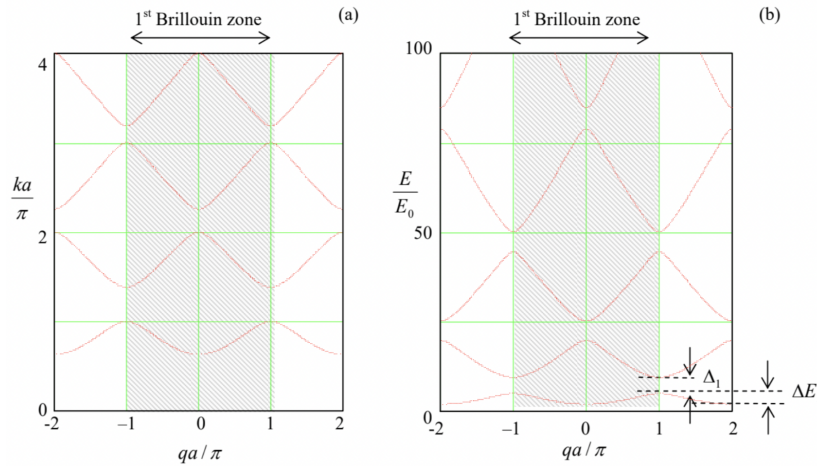 1st Brillouin zone (a)
4
ka/π
2
0
-2 –1 0 1 2
qa / π
1st Brillouin zone (b)
100
E/E0
50
0
Δ1
ΔE
-2 –1 0 1 2
qa / π